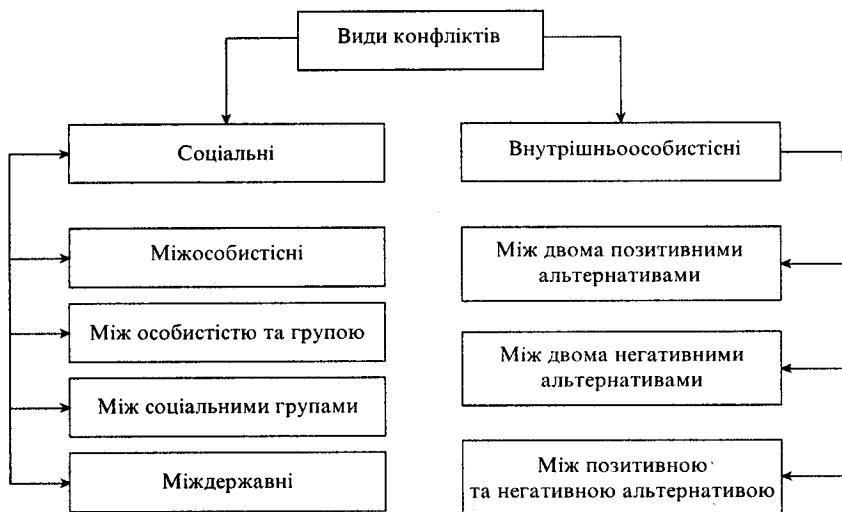 Види конфліктів
Соціальні
Міжособистісні
Між особистістю та групою
Між соціальними групами
Міждержавні
Внутрішньоособистісні
Між двома позитивними
альтернативами
Між двома негативними
альтернативами
Між позитивною
та негативною альтернативою